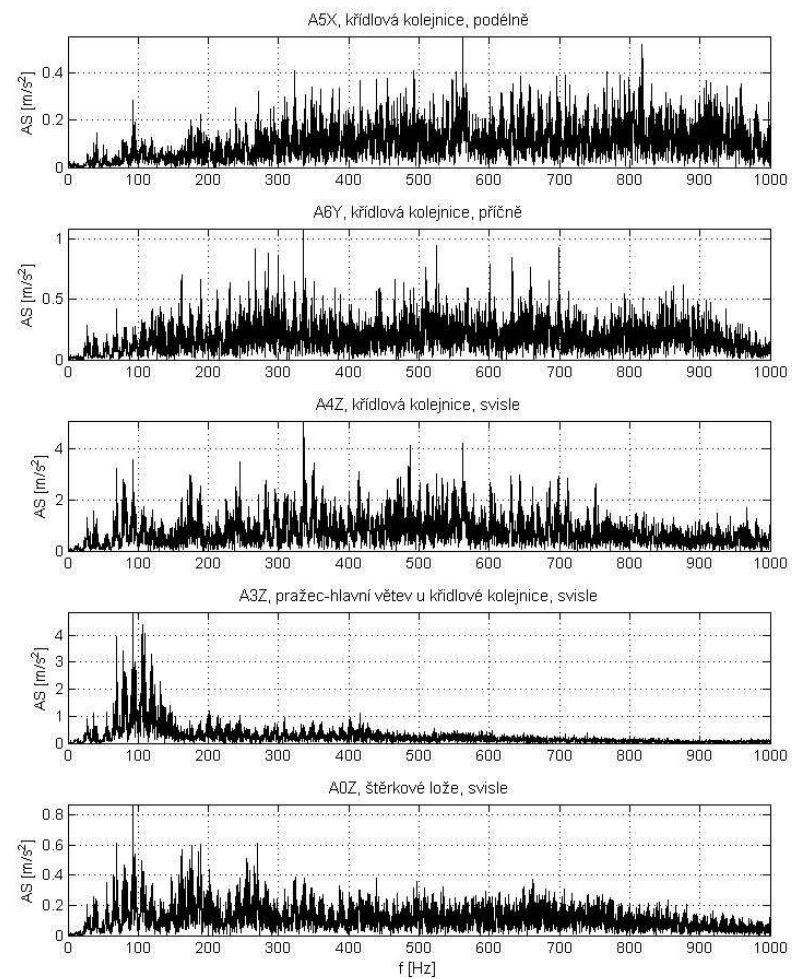 A5X, křídlová kolejnice, podélně
AS [m/s²]
0.4
0.2
0
0 100 200 300 400 500 600 700 800 900 1000
A6Y, křídlová kolejnice, příčně
AS [m/s²]
1
0.5
0
0 100 200 300 400 500 600 700 800 900 1000
A4Z, křídlová kolejnice, svisle
AS [m/s²]
4
2
0
0 100 200 300 400 500 600 700 800 900 1000
A3Z, pražec-hlavní větev u křidlové kolejnice, svisle
AS [m/s²]
4
3
2
1
0
0 100 200 300 400 500 600 700 800 900 1000
A0Z, štěrkové lože, svisle
AS [m/s²]
0.8
0.6
0.4
0.2
0
0 100 200 300 400 500 600 700 800 900 1000
f [Hz]